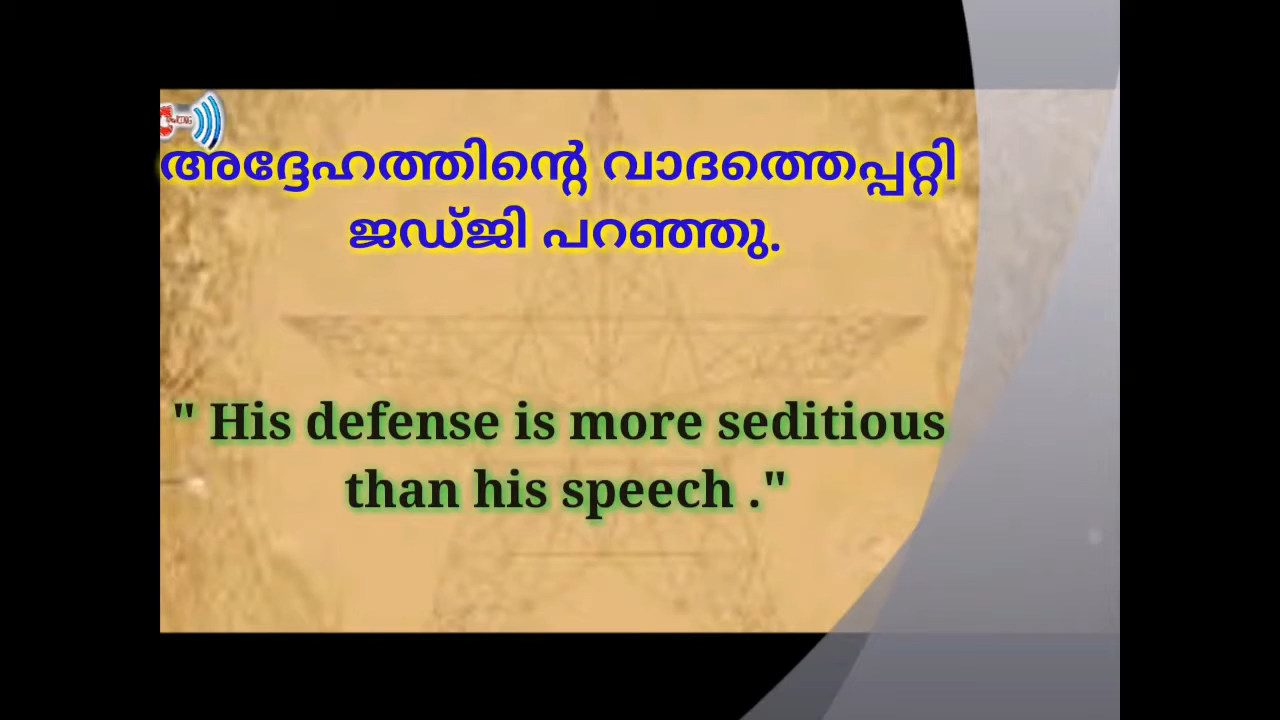 അദ്ദേഹത്തിന്റെ വാദത്തെപ്പറ്റി
ജഡ്ജി പറഞ്ഞു.
" His defense is more seditious
than his speech ."